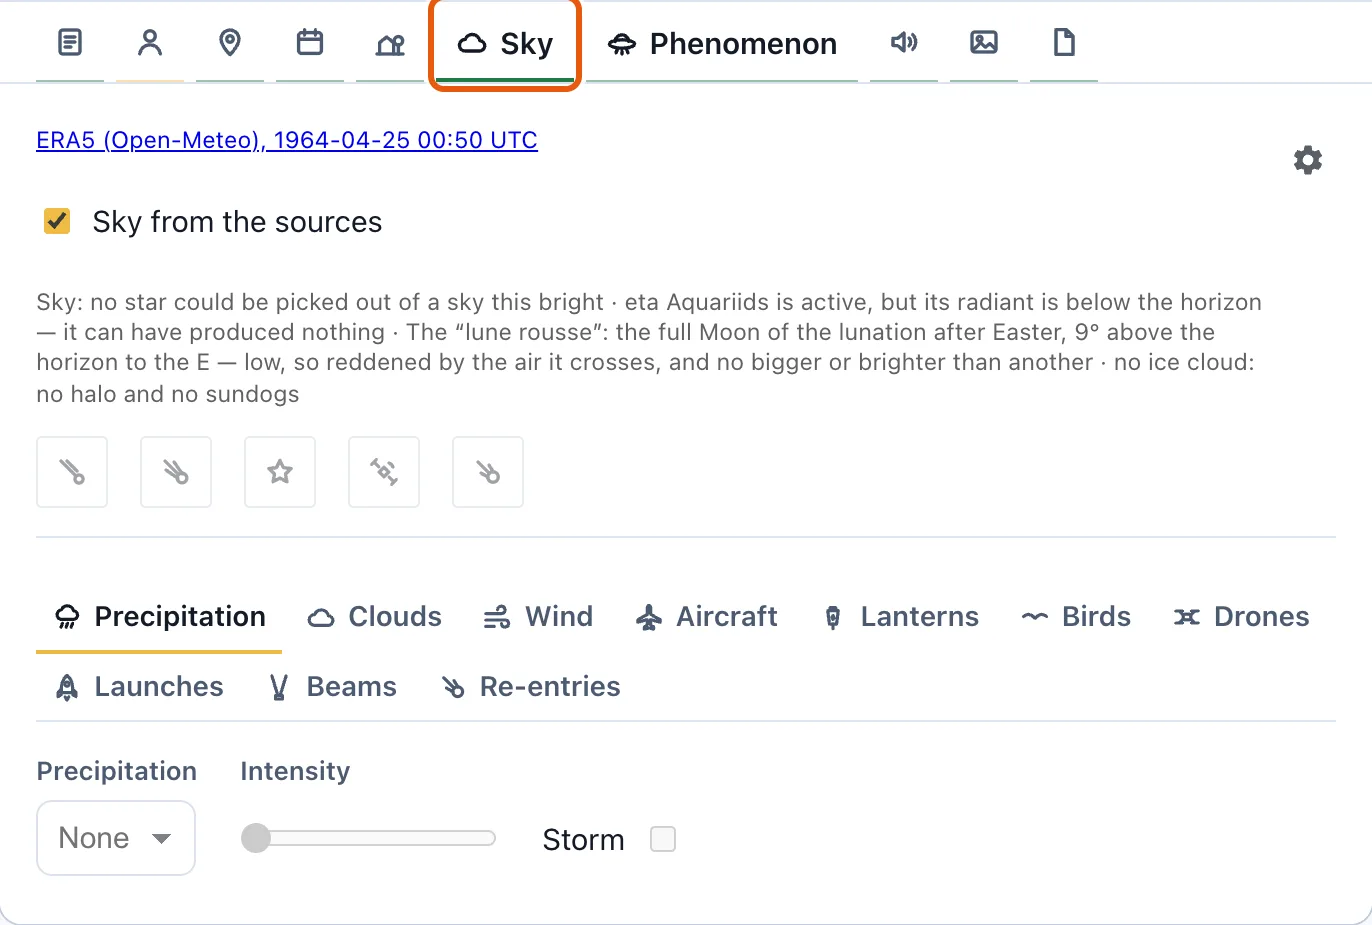 Sky
Phenomenon
ERA5 (Open-Meteo), 1964-04-25 00:50 UTC
Sky from the sources
Sky: no star could be picked out of a sky this bright · eta Aquariids is active, but its radiant is below the horizon
— it can have produced nothing · The “lune rousse”: the full Moon of the lunation after Easter, 9° above the
horizon to the E — low, so reddened by the air it crosses, and no bigger or brighter than another · no ice cloud:
no halo and no sundogs
Precipitation
Clouds
Wind
Aircraft
Lanterns
Birds
Drones
Launches
Beams
Re-entries
Precipitation
Intensity
None
Storm